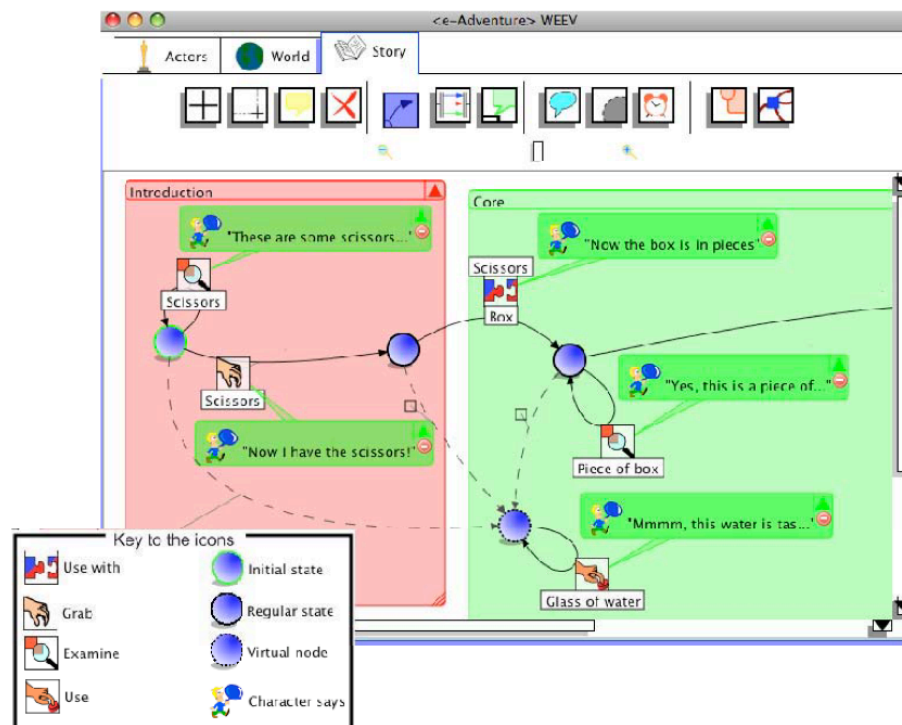 <e-Adventure> WEEV
Actors
World
Story
Introduction
"These are some scissors..."
Scissors
Scissors
"Now I have the scissors!"
Core
"Now the box is in pieces"
Scissors
Box
"Yes, this is a piece of..."
Piece of box
"Mmmm, this water is tas..."
Glass of water
Key to the icons
Use with
Initial state
Grab
Regular state
Examine
Virtual node
Use
Character says